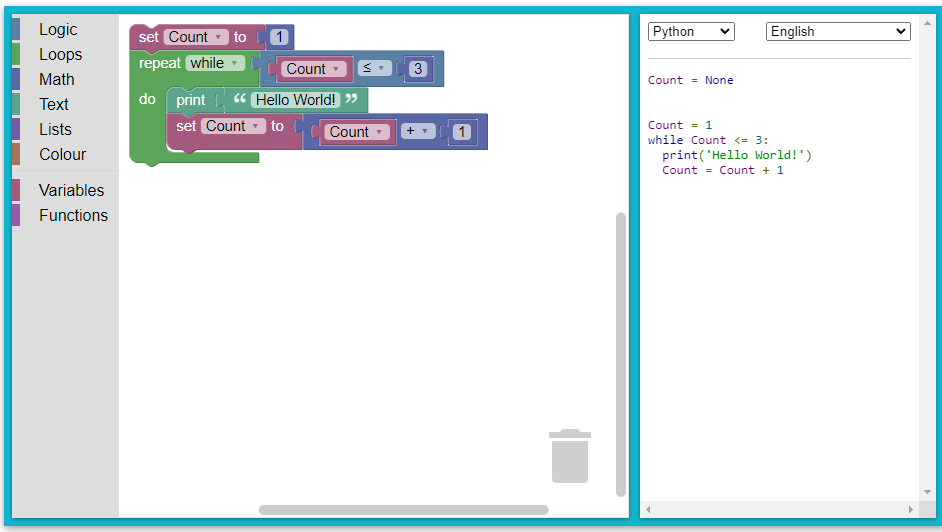 Logic
Loops
Math
Text
Lists
Colour
Variables
Functions
set Count to 1
repeat while Count ≤ 3
do print “ Hello World! ”
set Count to Count + 1
Python English
Count = None
Count = 1
while Count <= 3:
  print('Hello World!')
  Count = Count + 1